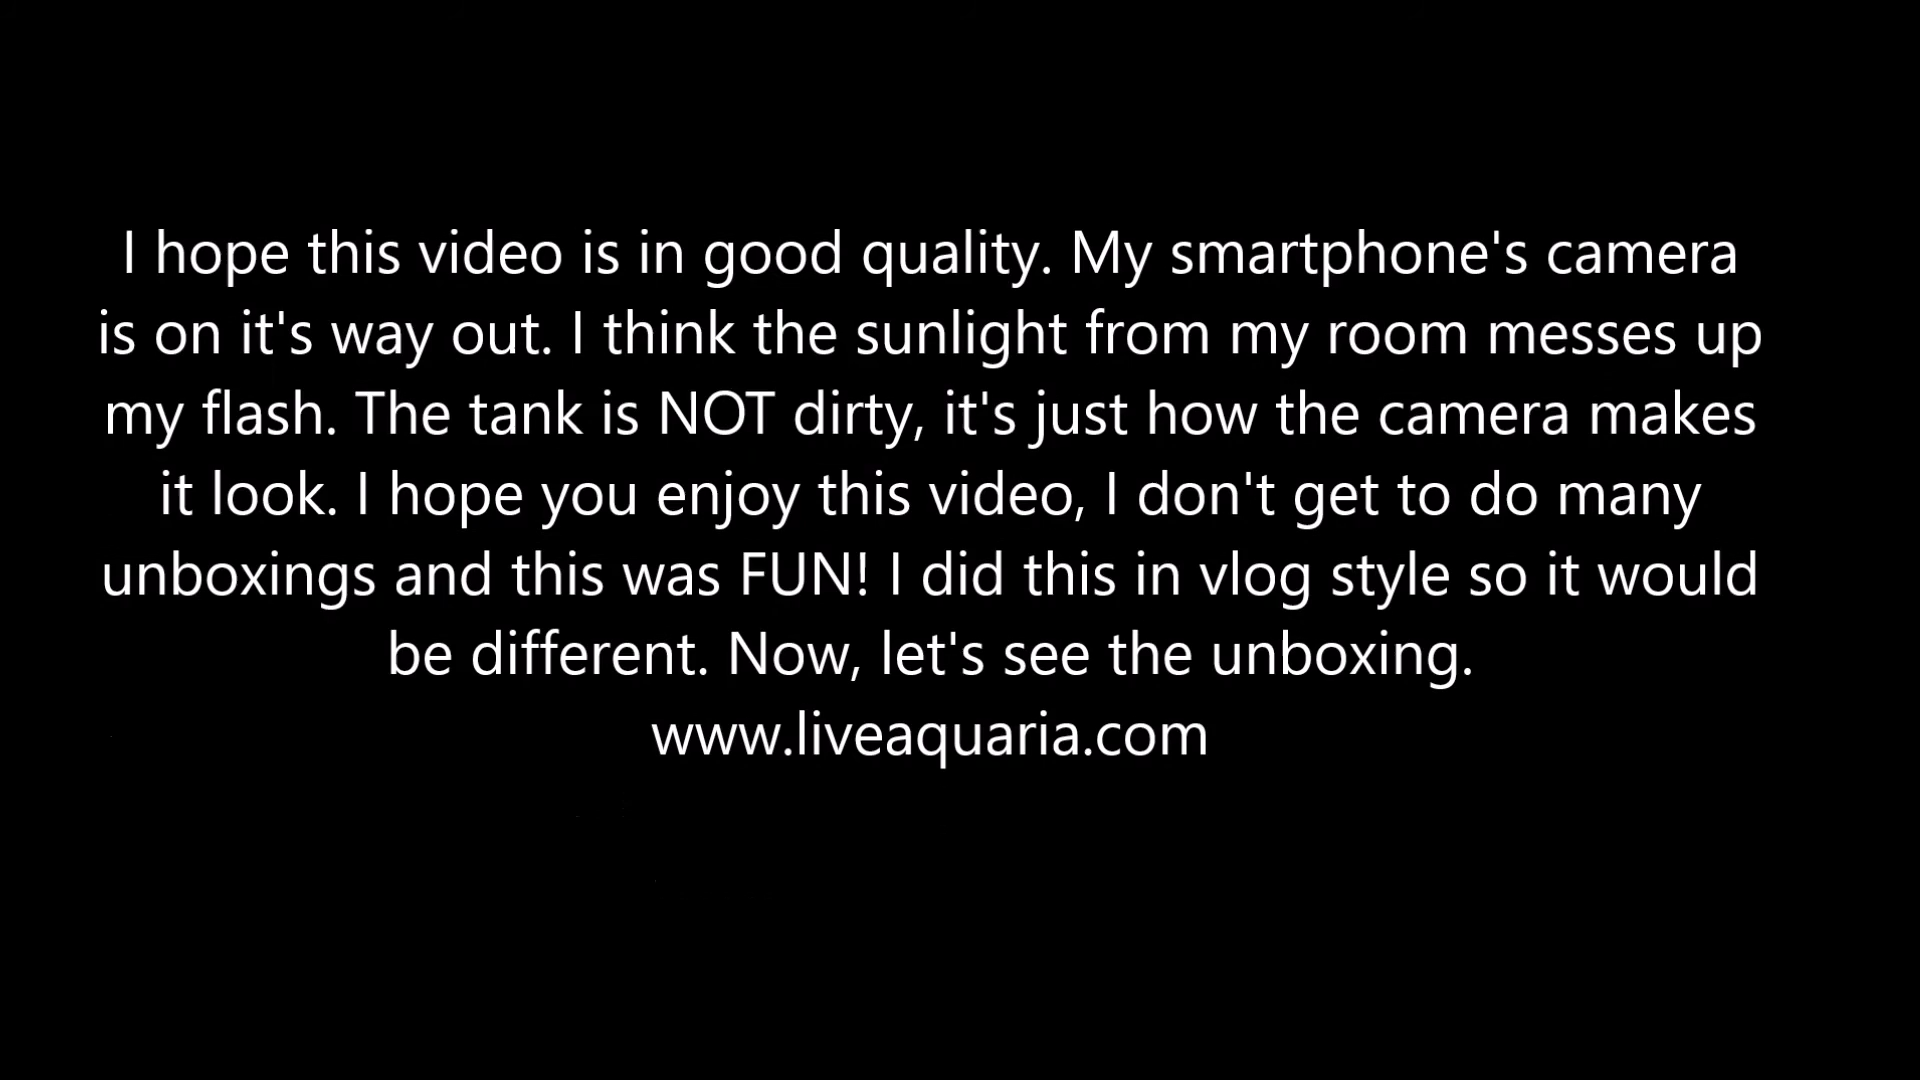 I hope this video is in good quality. My smartphone's camera
is on it's way out. I think the sunlight from my room messes up
my flash. The tank is NOT dirty, it's just how the camera makes
it look. I hope you enjoy this video, I don't get to do many
unboxings and this was FUN! I did this in vlog style so it would
be different. Now, let's see the unboxing.
www.liveaquaria.com